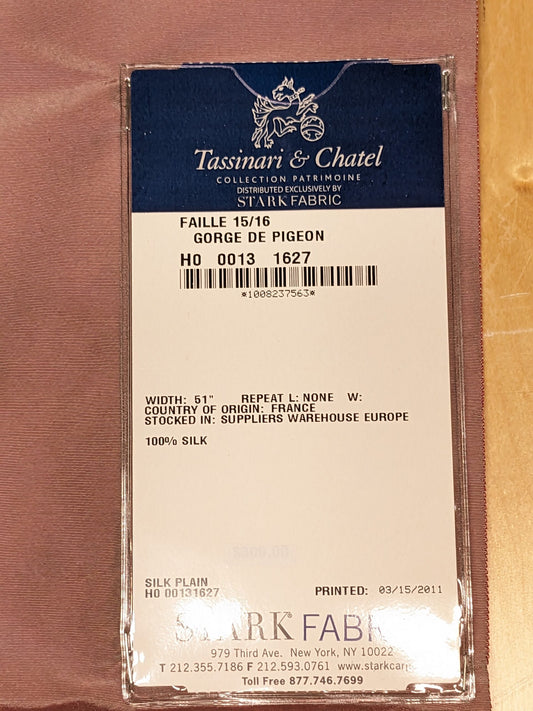 Tassinari & Chatel
COLLECTION PATRIMOINE
DISTRIBUTED EXCLUSIVELY BY
STARK FABRIC
FAILLE 15/16
GORGE DE PIGEON
H0 0013 1627
*1008237563*
WIDTH: 51" REPEAT L: NONE W:
COUNTRY OF ORIGIN: FRANCE
STOCKED IN: SUPPLIERS WAREHOUSE EUROPE
100% SILK
SILK PLAIN
H0 00131627 PRINTED: 03/15/2011
STARK FABRIC
979 Third Ave. New York, NY 10022
T 212.355.7186 F 212.593.0761
Toll Free 877.746.7699